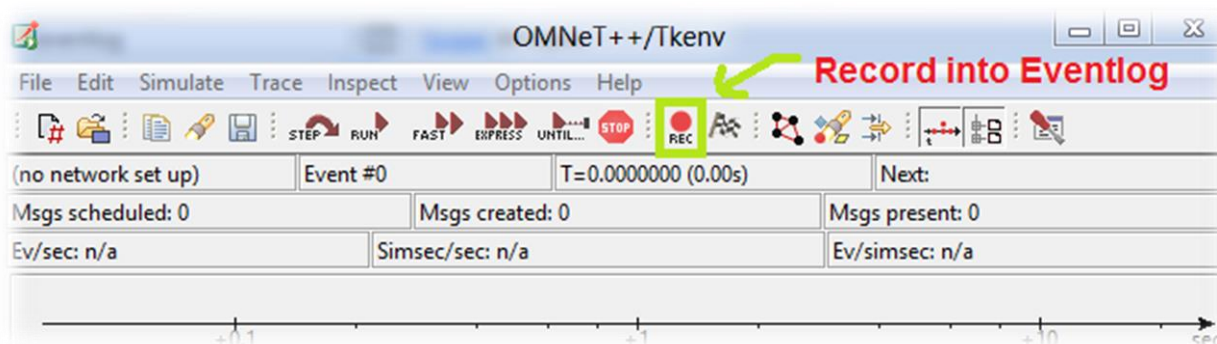 OMNeT++/Tkenv
Record into Eventlog
File Edit Simulate Trace Inspect View Options Help
STEP RUN FAST EXPRESS UNTIL... STOP REC
(no network set up) Event #0 T=0.0000000 (0.00s) Next:
Msgs scheduled: 0 Msgs created: 0 Msgs present: 0
Ev/sec: n/a Simsec/sec: n/a Ev/simsec: n/a
+0.1 +1 +10 sec